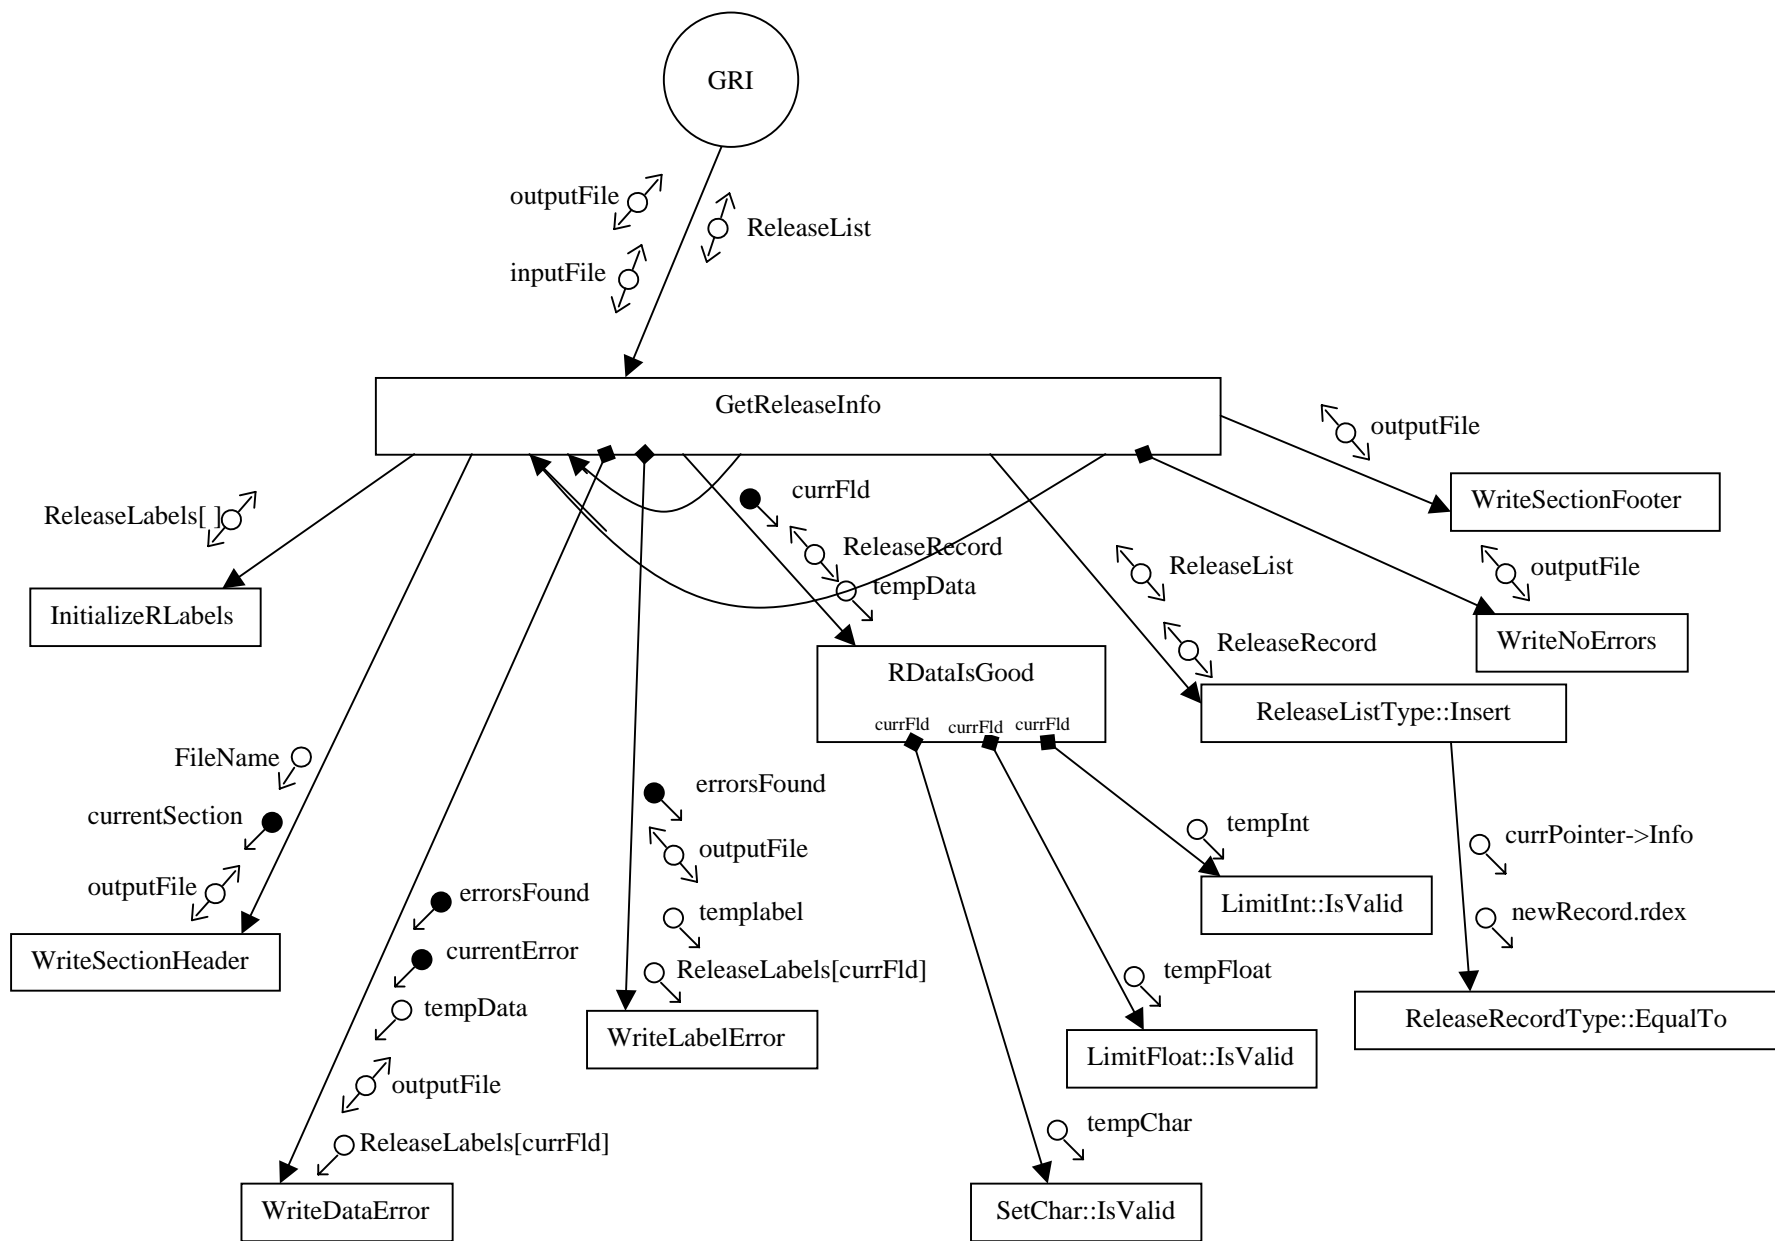 GRI
outputFile
ReleaseList
inputFile
GetReleaseInfo
outputFile
WriteSectionFooter
currFld
ReleaseLabels[ ]
ReleaseRecord
tempData
ReleaseList
outputFile
InitializeRLabels
WriteNoErrors
ReleaseRecord
RDataIsGood
currFld
currFld
currFld
ReleaseListType::Insert
FileName
currentSection
outputFile
WriteSectionHeader
errorsFound
outputFile
templabel
ReleaseLabels[currFld]
WriteLabelError
tempInt
LimitInt::IsValid
currPointer->Info
newRecord.rdex
ReleaseRecordType::EqualTo
errorsFound
currentError
tempData
outputFile
ReleaseLabels[currFld]
WriteDataError
tempFloat
LimitFloat::IsValid
tempChar
SetChar::IsValid